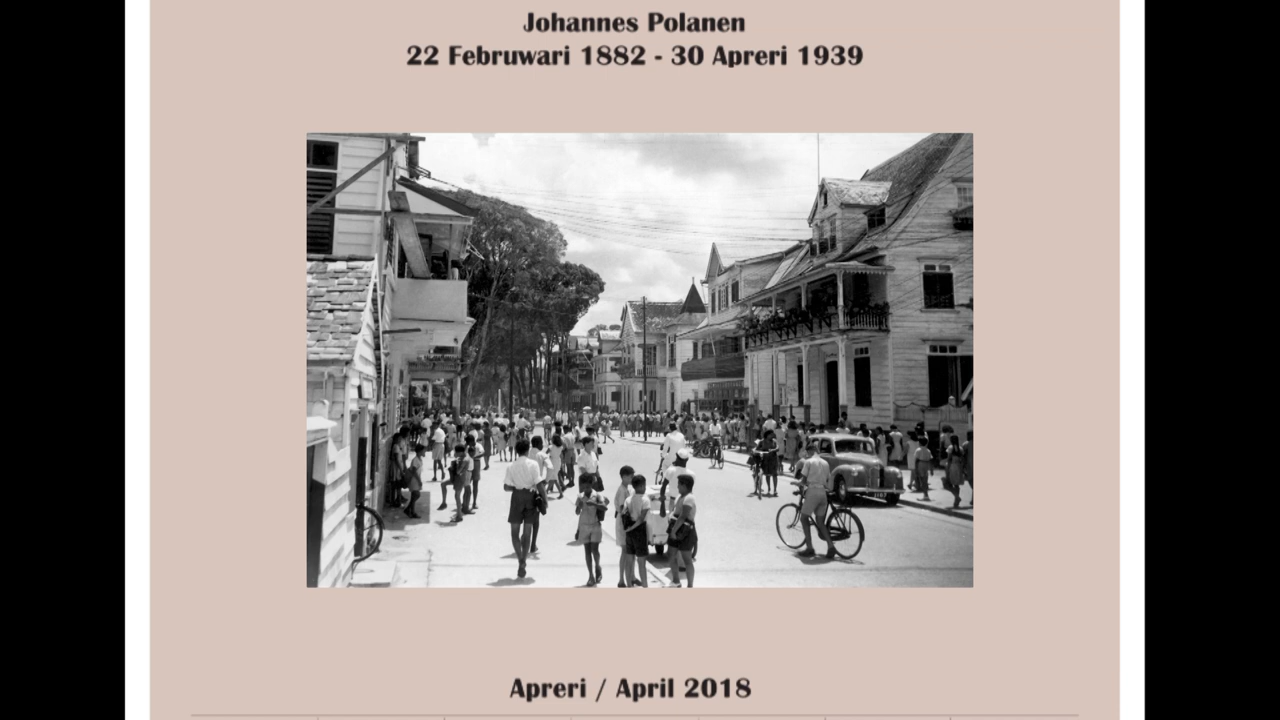 Johannes Polanen
22 Februwari 1882 - 30 Apreri 1939
Apreri / April 2018